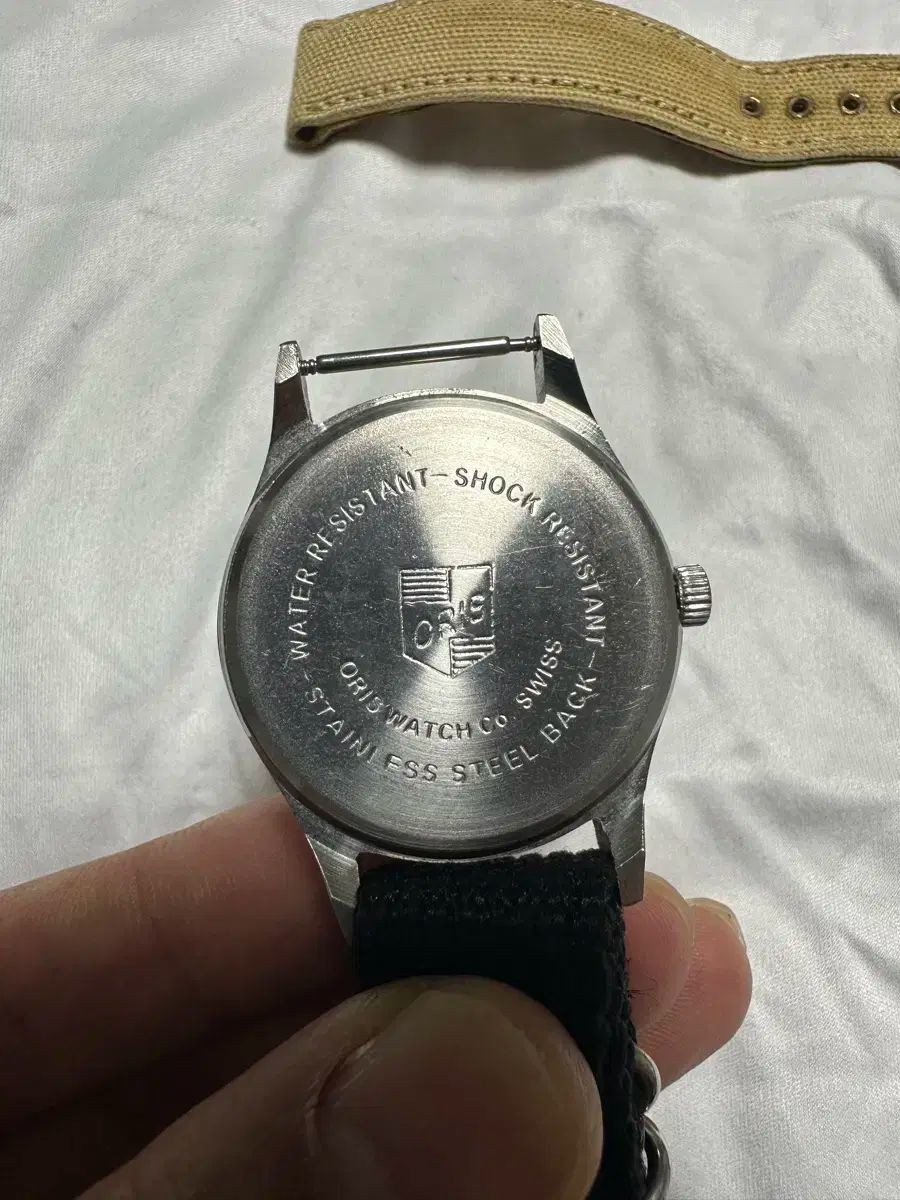 -WATER RESISTANT-SHOCK RESISTANT-
-STAINLESS STEEL BACK-
ORIS
ORIS WATCH Co SWISS